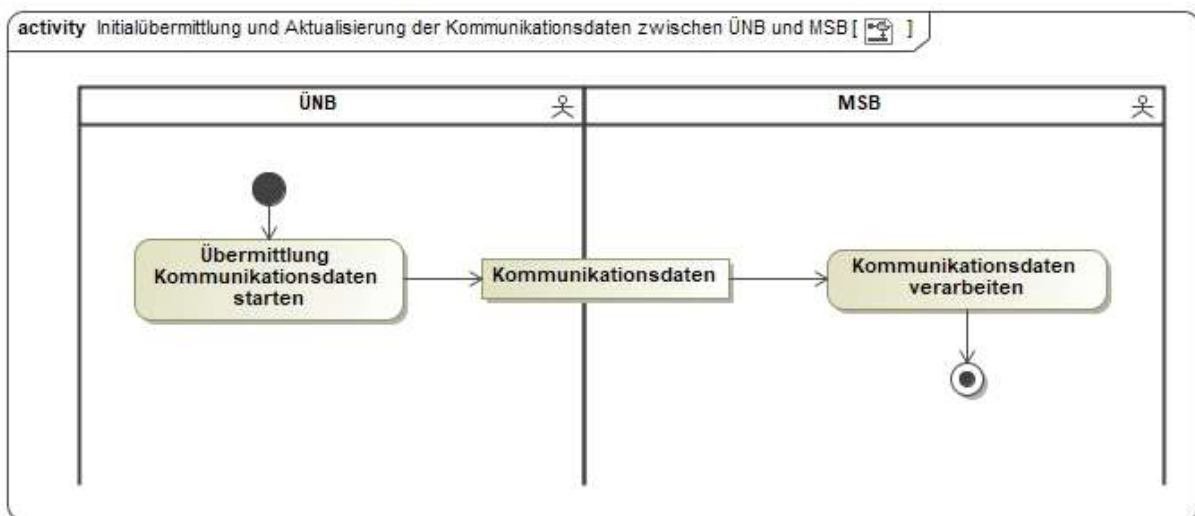 activity Initialübermittlung und Aktualisierung der Kommunikationsdaten zwischen ÜNB und MSB [ ]
ÜNB
MSB
Übermittlung
Kommunikationsdaten
starten
Kommunikationsdaten
Kommunikationsdaten
verarbeiten